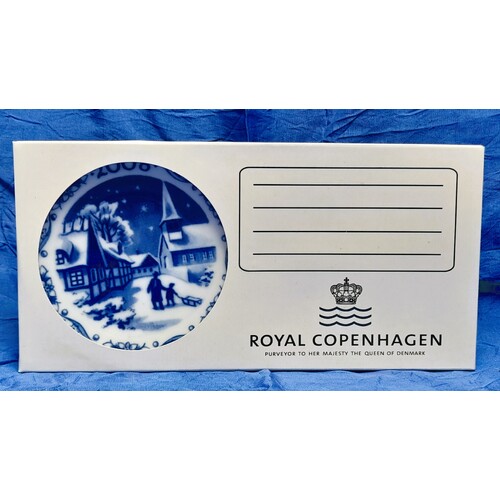 2008
ROYAL COPENHAGEN
PURVEYOR TO HER MAJESTY THE QUEEN OF DENMARK